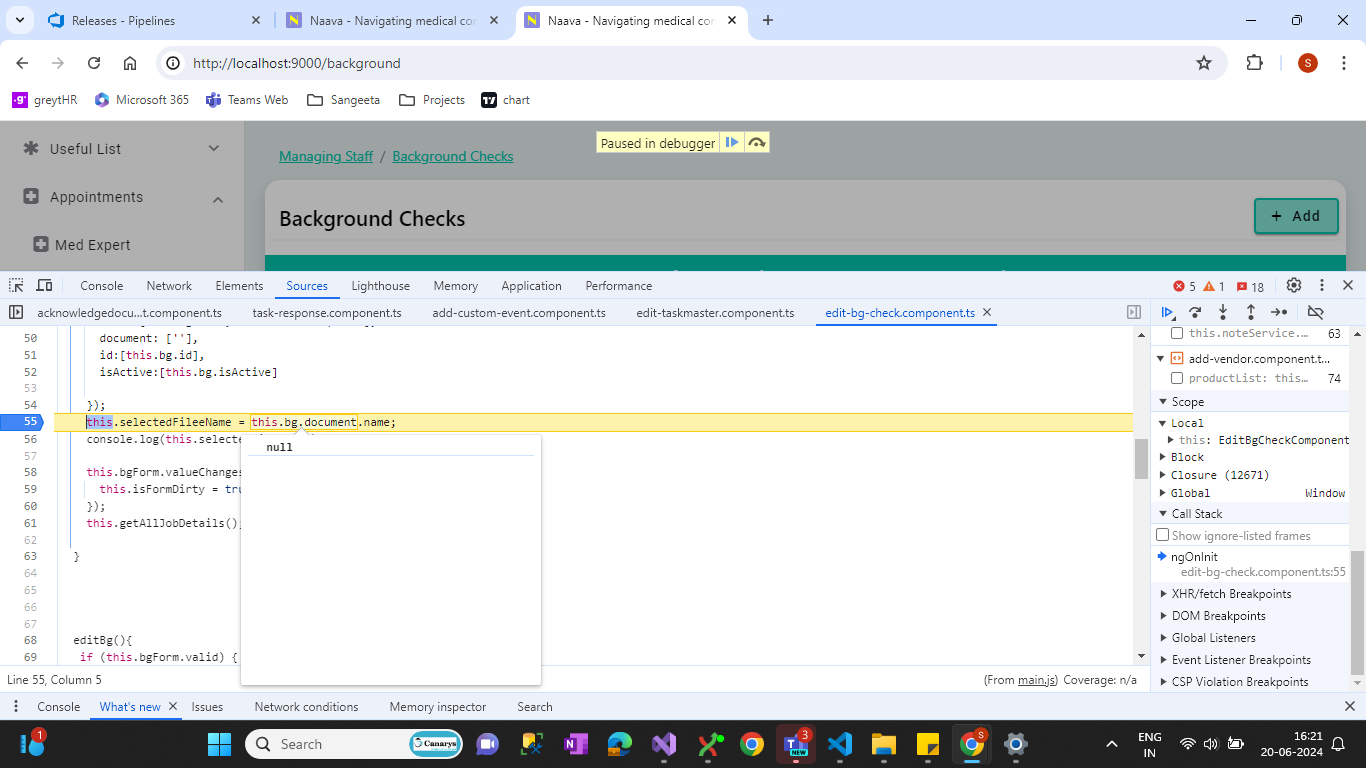 Releases - Pipelines
Naava - Navigating medical con
Naava - Navigating medical con
http://localhost:9000/background
S
greytHR
Microsoft 365
Teams Web
Sangeeta
Projects
chart
Useful List
Appointments
Med Expert
Managing Staff / Background Checks
Paused in debugger
Background Checks
+ Add
Console Network Elements Sources Lighthouse Memory Application Performance
5 1 18
acknowledgedocu...t.component.ts task-response.component.ts add-custom-event.component.ts edit-taskmaster.component.ts edit-bg-check.component.ts
50 document: [''],
51 id:[this.bg.id],
52 isActive:[this.bg.isActive]
53
54 });
55 this.selectedFileeName = this.bg.document.name;
56 console.log(this.selecte
57
58 this.bgForm.valueChanges
59 this.isFormDirty = tru
60 });
61 this.getAllJobDetails()
62
63 }
64
65
66
67
68 editBg(){
69 if (this.bgForm.valid) {
null
this.noteService.... 63
add-vendor.component.t...
productList: this... 74
Scope
Local
this: EditBgCheckComponent
Block
Closure (12671)
Global Window
Call Stack
Show ignore-listed frames
ngOnInit
edit-bg-check.component.ts:55
XHR/fetch Breakpoints
DOM Breakpoints
Global Listeners
Event Listener Breakpoints
CSP Violation Breakpoints
Line 55, Column 5
(From main.js) Coverage: n/a
Console What's new Issues Network conditions Memory inspector Search
1
Search
Canarys
3
NEW
S
ENG
IN
16:21
20-06-2024